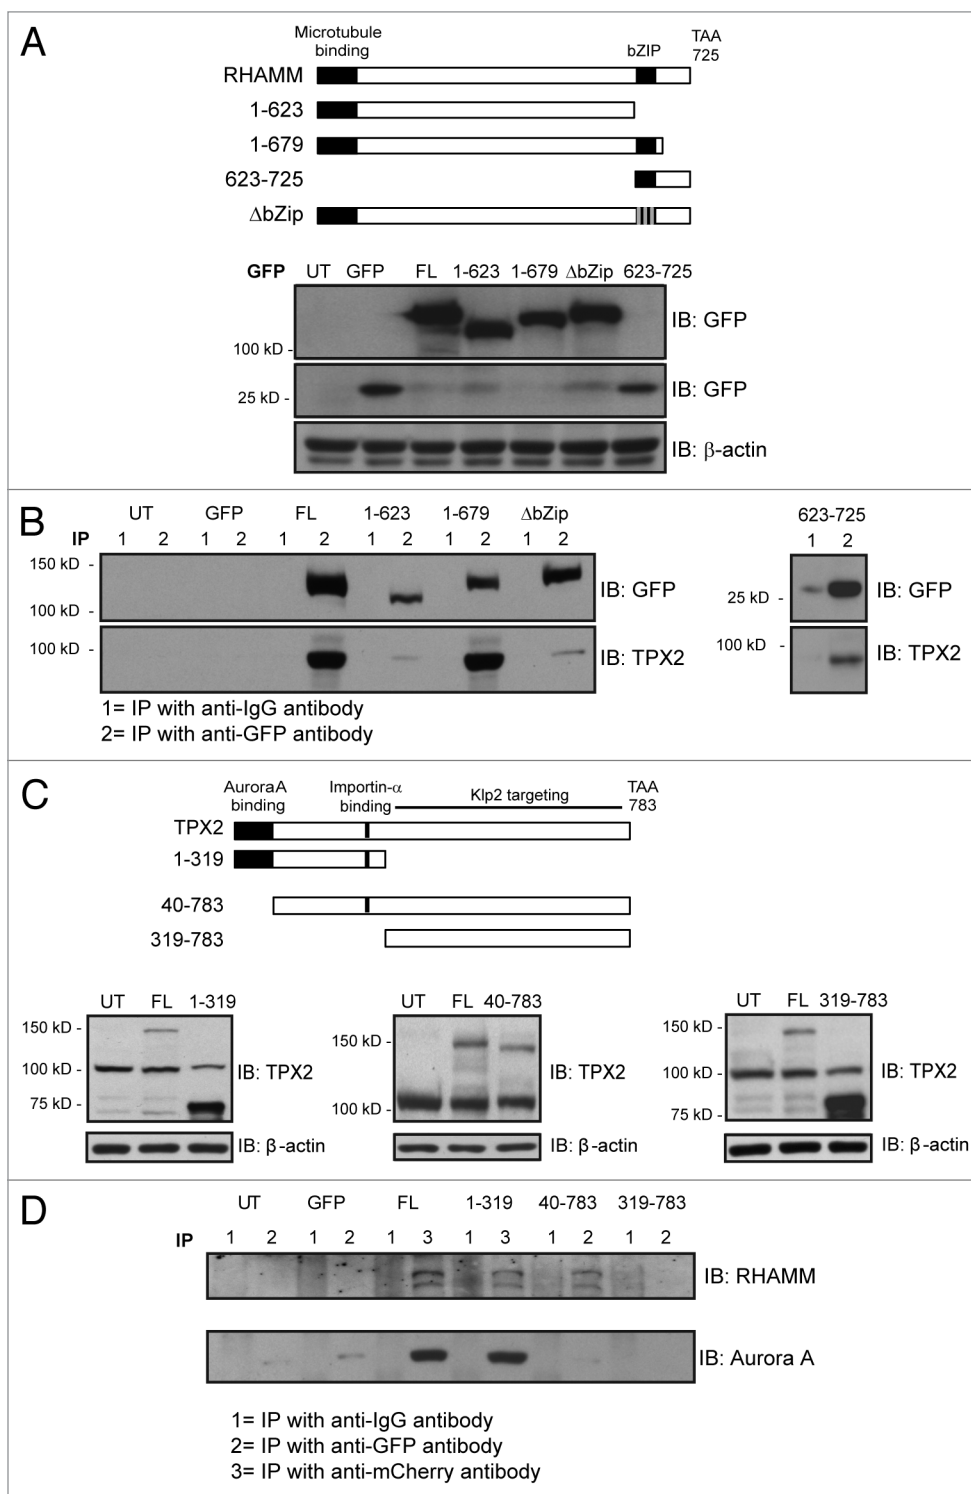 A
Microtubule
binding
bZIP
TAA
725
RHAMM
1-623
1-679
623-725
ΔbZip
GFP UT GFP FL 1-623 1-679 ΔbZip 623-725
IB: GFP
100 kD -
25 kD -
IB: GFP
IB: β-actin
B
UT GFP FL 1-623 1-679 ΔbZip
IP 1 2 1 2 1 2 1 2 1 2 1 2
150 kD -
100 kD -
IB: GFP
100 kD -
IB: TPX2
623-725
1 2
25 kD -
IB: GFP
100 kD -
IB: TPX2
1= IP with anti-IgG antibody
2= IP with anti-GFP antibody
C
AuroraA
binding
Importin-α
binding
Klp2 targeting
TAA
783
TPX2
1-319
40-783
319-783
UT FL 1-319
150 kD -
100 kD -
75 kD -
IB: TPX2
IB: β-actin
UT FL 40-783
150 kD -
100 kD -
IB: TPX2
IB: β-actin
UT FL 319-783
150 kD -
100 kD -
75 kD -
IB: TPX2
IB: β-actin
D
UT GFP FL 1-319 40-783 319-783
IP 1 2 1 2 1 3 1 3 1 2 1 2
IB: RHAMM
IB: Aurora A
1= IP with anti-IgG antibody
2= IP with anti-GFP antibody
3= IP with anti-mCherry antibody